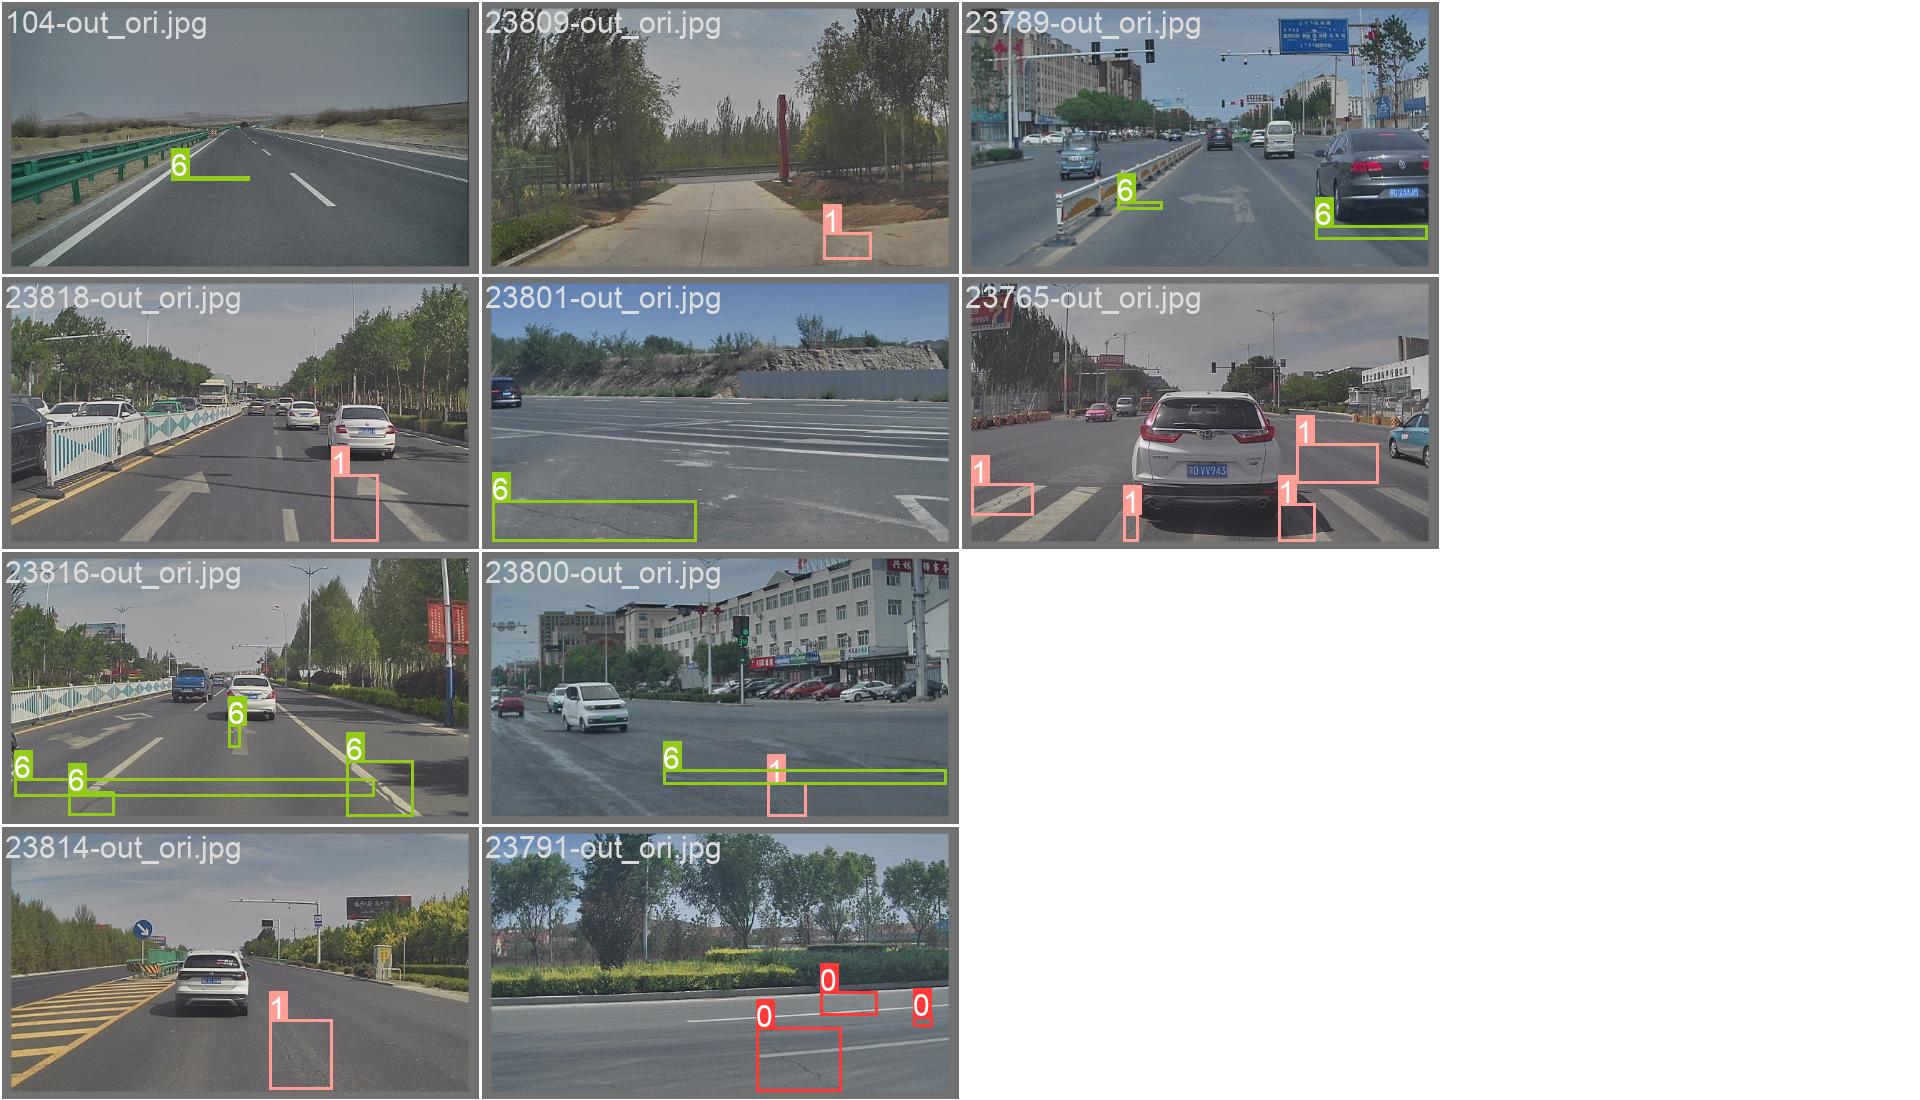 104-out_ori.jpg
6
23809-out_ori.jpg
1
23789-out_ori.jpg
6
6
23818-out_ori.jpg
1
23801-out_ori.jpg
6
23765-out_ori.jpg
1
1
1
1
DVV943
23816-out_ori.jpg
6
6
6
6
23800-out_ori.jpg
6
1
23814-out_ori.jpg
1
23791-out_ori.jpg
0
0
0